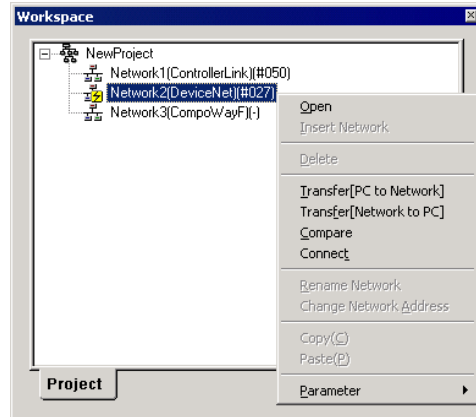 Workspace
NewProject
Network1(ControllerLink)(#050)
Network2(DeviceNet)(#027)
Network3(CompoWayF)(-)
Open
Insert Network
Delete
Transfer[PC to Network]
Transfer[Network to PC]
Compare
Connect
Rename Network
Change Network Address
Copy(C)
Paste(P)
Parameter
Project